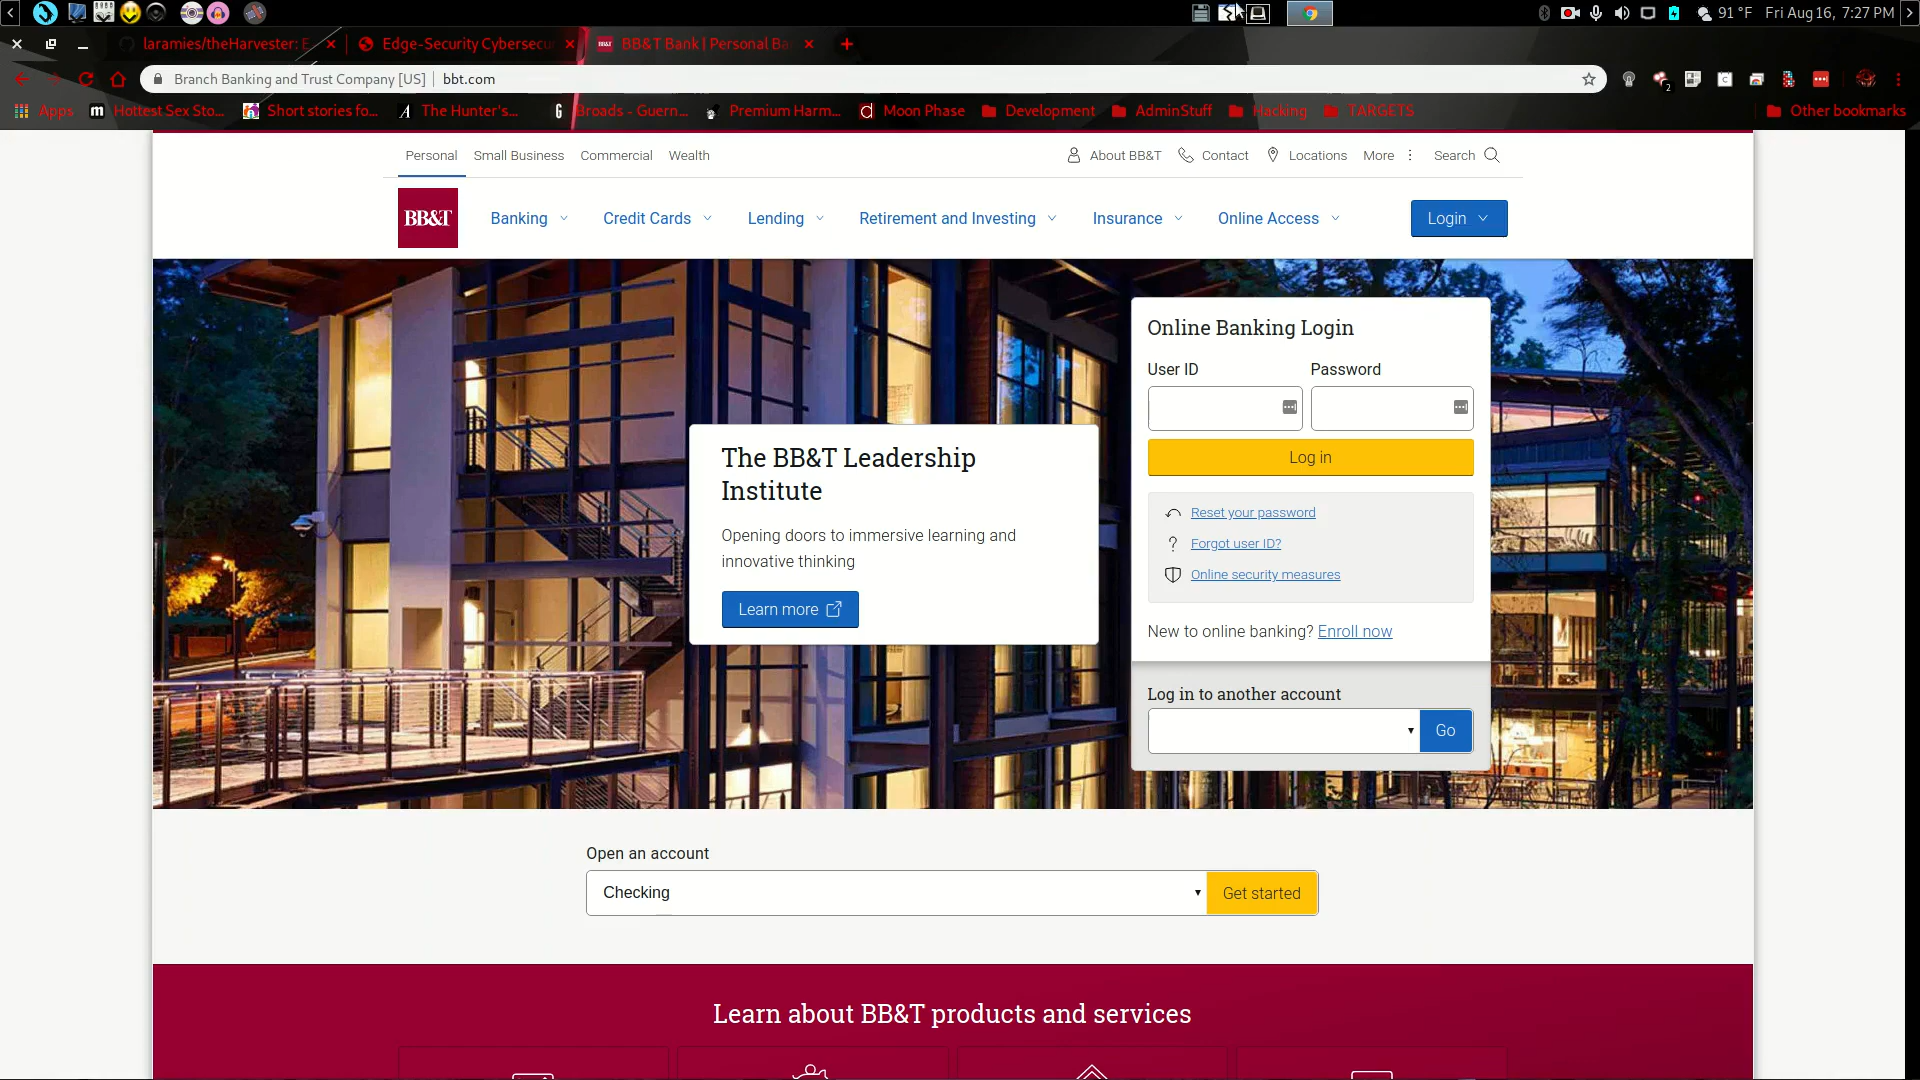 91 °F Fri Aug 16, 7:27 PM
laramies/theHarvester: E
Edge-Security Cybersecu
BB&T Bank | Personal Ba
Branch Banking and Trust Company [US] bbt.com
2
Apps
Hottest Sex Sto...
Short stories fo...
The Hunter's...
Broads - Guern...
Premium Harm...
Moon Phase
Development
AdminStuff
Hacking
TARGETS
Other bookmarks
Personal Small Business Commercial Wealth
About BB&T Contact Locations More Search
BB&T
Banking Credit Cards Lending Retirement and Investing Insurance Online Access Login
The BB&T Leadership
Institute
Opening doors to immersive learning and
innovative thinking
Learn more
Online Banking Login
User ID Password
Log in
Reset your password
Forgot user ID?
Online security measures
New to online banking? Enroll now
Log in to another account
Go
Open an account
Checking Get started
Learn about BB&T products and services